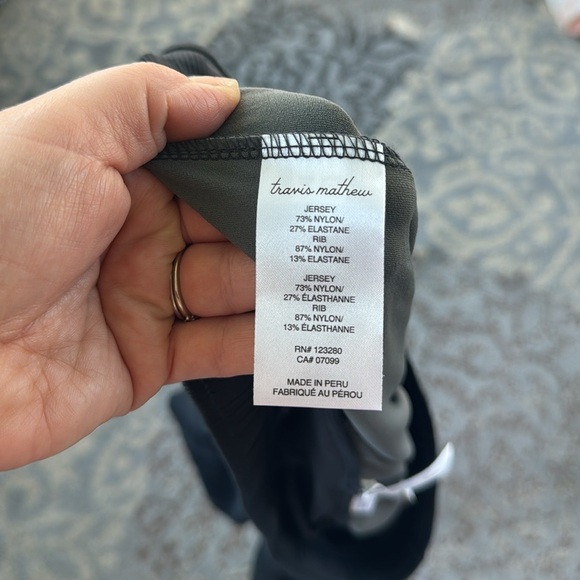 travis mathew
JERSEY
73% NYLON/
27% ELASTANE
RIB
87% NYLON/
13% ELASTANE
JERSEY
73% NYLON/
27% ÉLASTHANNE
RIB
87% NYLON/
13% ÉLASTHANNE
RN# 123280
CA# 07099
MADE IN PERU
FABRIQUÉ AU PÉROU